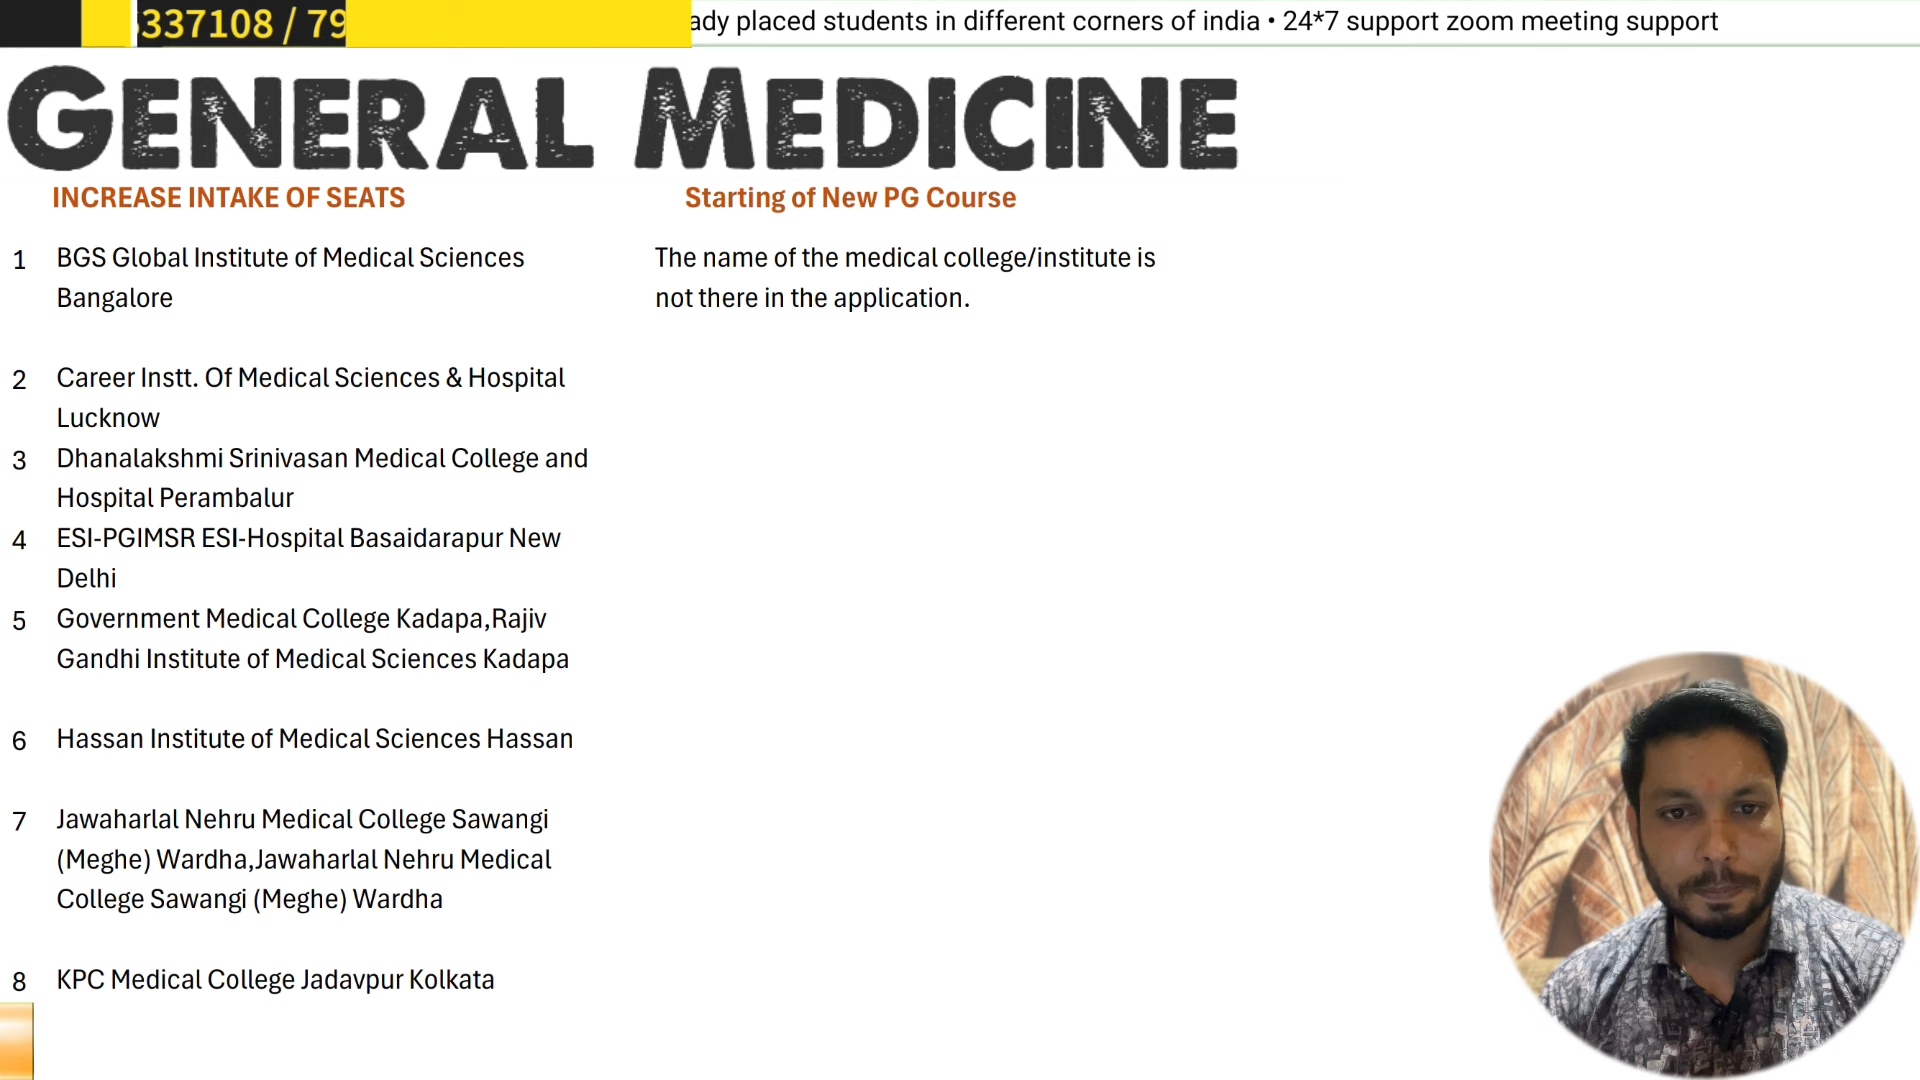 337108 / 79
ady placed students in different corners of india • 24*7 support zoom meeting support
GENERAL MEDICINE
INCREASE INTAKE OF SEATS
Starting of New PG Course
1 BGS Global Institute of Medical Sciences
Bangalore
The name of the medical college/institute is
not there in the application.
2 Career Instt. Of Medical Sciences & Hospital
Lucknow
3 Dhanalakshmi Srinivasan Medical College and
Hospital Perambalur
4 ESI-PGIMSR ESI-Hospital Basaidarapur New
Delhi
5 Government Medical College Kadapa,Rajiv
Gandhi Institute of Medical Sciences Kadapa
6 Hassan Institute of Medical Sciences Hassan
7 Jawaharlal Nehru Medical College Sawangi
(Meghe) Wardha,Jawaharlal Nehru Medical
College Sawangi (Meghe) Wardha
8 KPC Medical College Jadavpur Kolkata